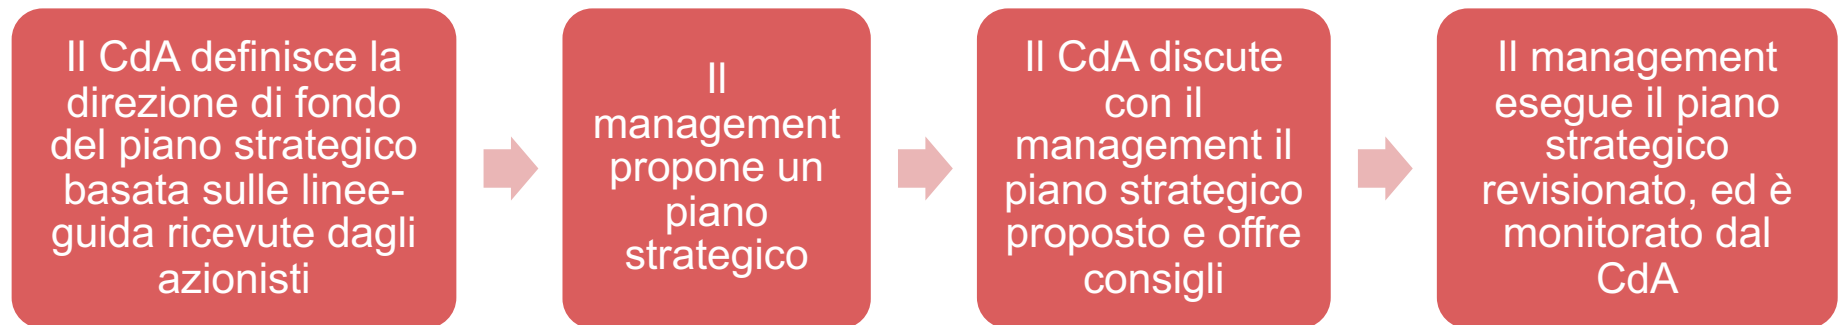 Il CdA definisce la
direzione di fondo
del piano strategico
basata sulle linee-
guida ricevute dagli
azionisti
Il
management
propone un
piano
strategico
Il CdA discute
con il
management il
piano strategico
proposto e offre
consigli
Il management
esegue il piano
strategico
revisionato, ed è
monitorato dal
CdA